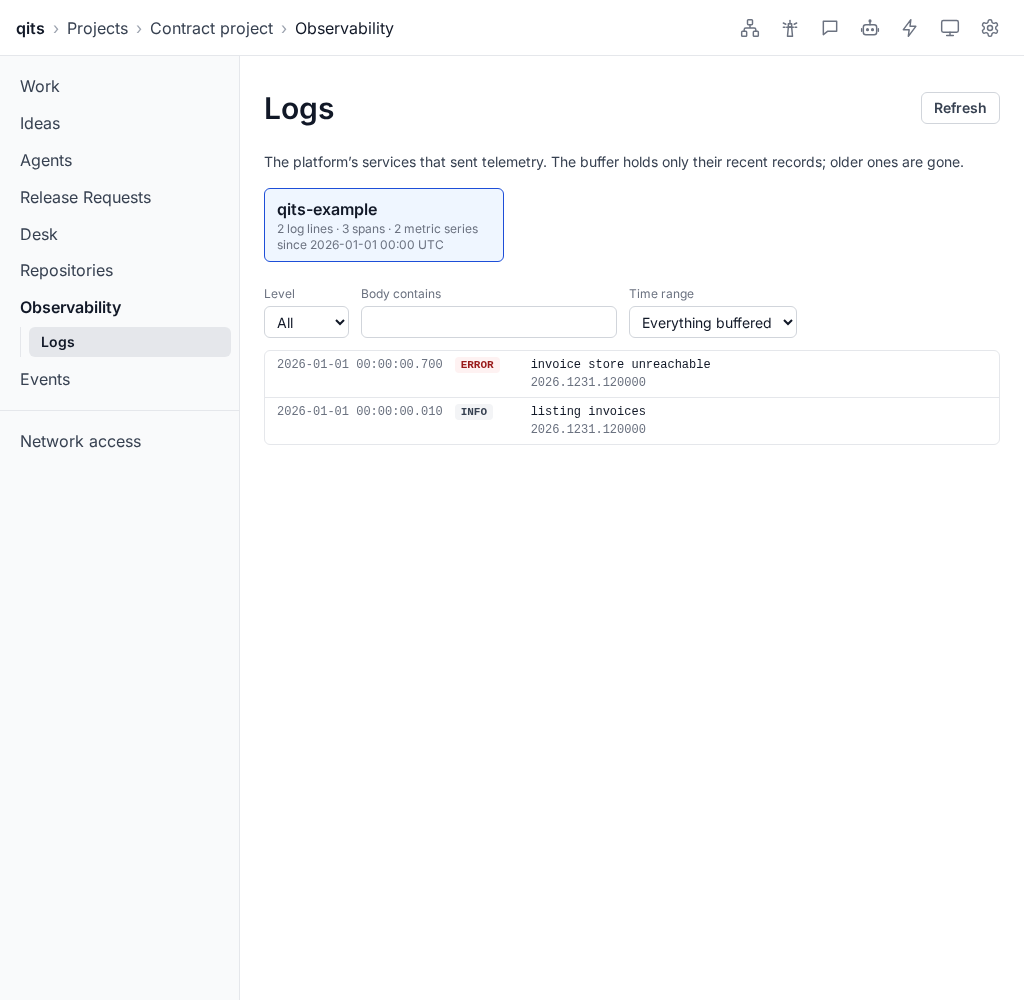 qits › Projects › Contract project › Observability
Work
Ideas
Agents
Release Requests
Desk
Repositories
Observability
Logs
Events
Network access
Logs
Refresh
The platform’s services that sent telemetry. The buffer holds only their recent records; older ones are gone.
qits-example
2 log lines · 3 spans · 2 metric series
since 2026-01-01 00:00 UTC
Level Body contains Time range
All Everything buffered
2026-01-01 00:00:00.700 ERROR invoice store unreachable
2026.1231.120000
2026-01-01 00:00:00.010 INFO listing invoices
2026.1231.120000